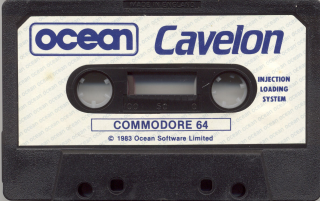 ocean Cavelon
INJECTION
LOADING
SYSTEM
COMMODORE 64
© 1983 Ocean Software Limited